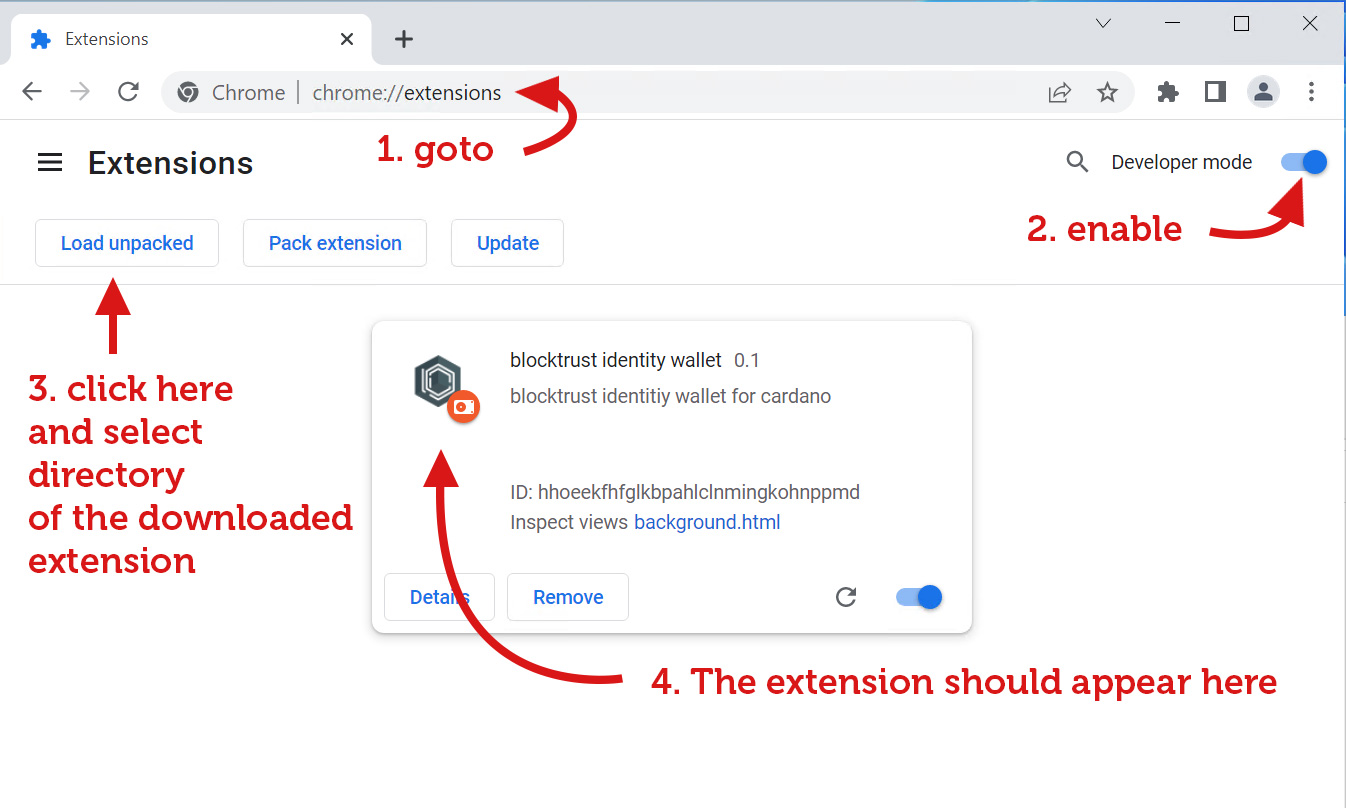 Extensions
Chrome
chrome://extensions
1. goto
Extensions
Developer mode
2. enable
Load unpacked
Pack extension
Update
3. click here
and select
directory
of the downloaded
extension
blocktrust identity wallet 0.1
blocktrust identitiy wallet for cardano
ID: hhoeekfhfglkbpahlclnmingkohnppmd
Inspect views background.html
Details
Remove
4. The extension should appear here